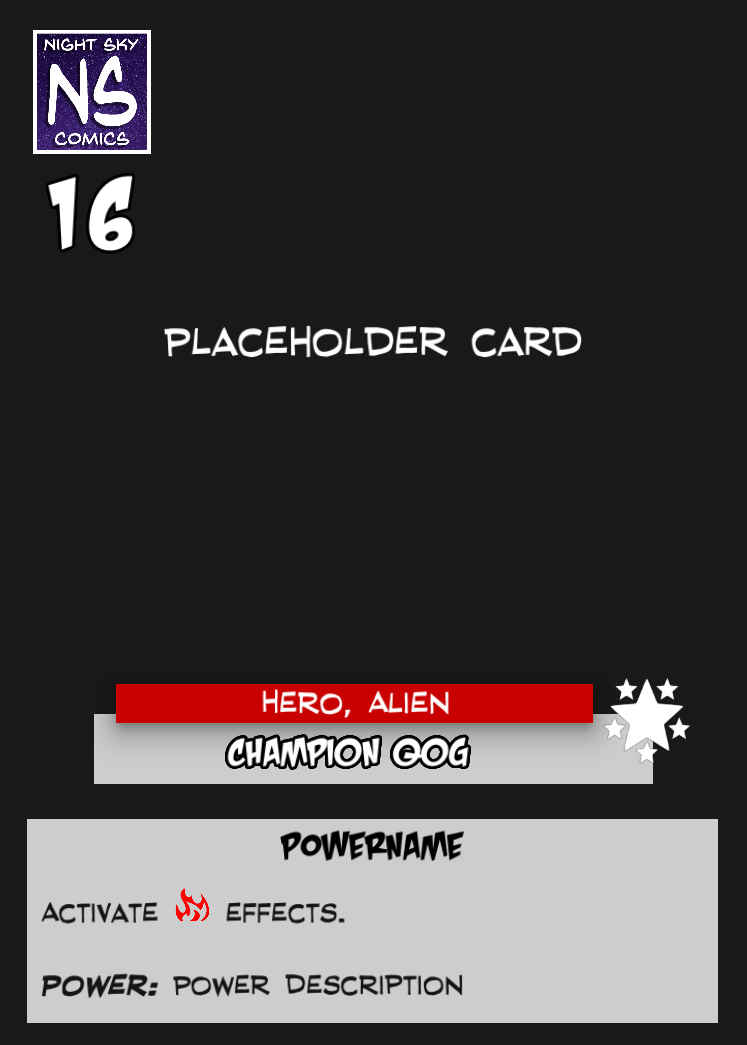 NIGHT SKY
NS
COMICS
16
PLACEHOLDER CARD
HERO, ALIEN
CHAMPION GOG
POWERNAME
ACTIVATE EFFECTS.
POWER: POWER DESCRIPTION